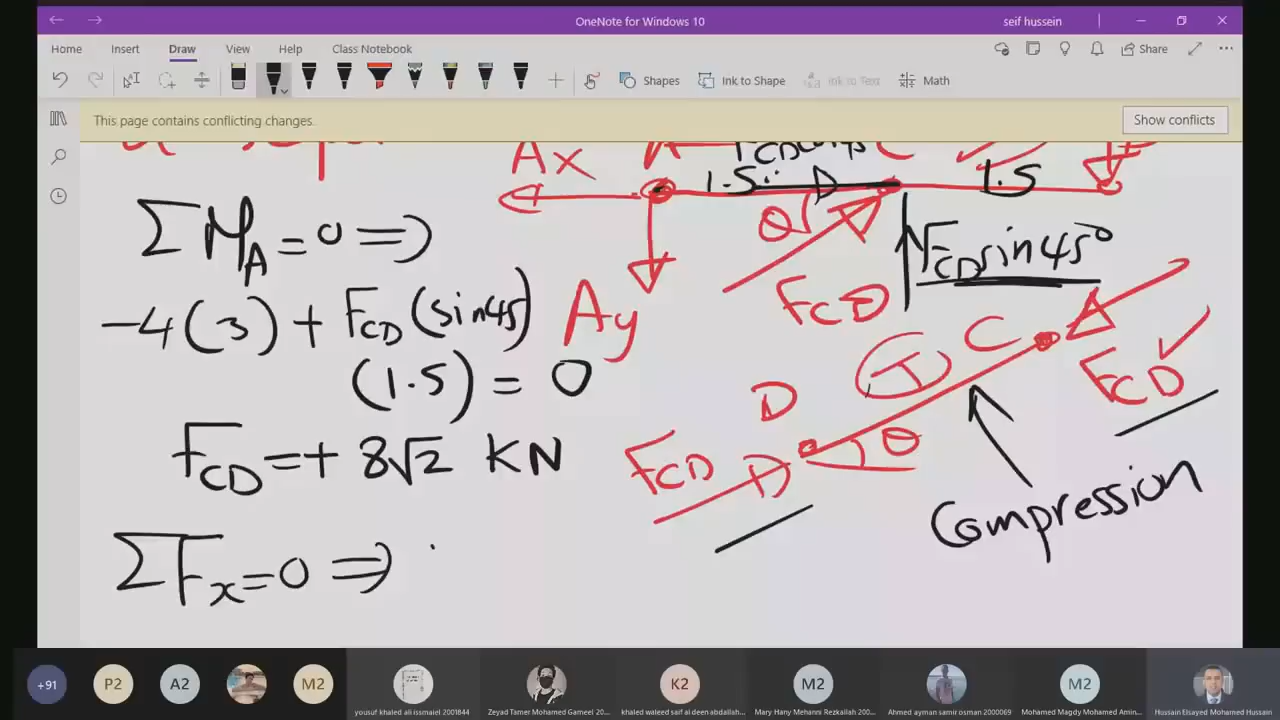 OneNote for Windows 10
seif hussein
Home Insert Draw View Help Class Notebook
Share
Shapes Ink to Shape Ink to Text Math
This page contains conflicting changes.
Show conflicts
Ax
FCD
C
1.5
1.5
ΣMA=0⇒
θ
FCD sin45°
-4(3) + FCD(sin45)
(1.5) = 0
Ay
FCD
FCD=+ 8√2 KN
D
T
C
FCD
FCD
θ
Compression
ΣFx=0⇒
+91
P2
A2
M2
yousuf khaled ali issmaiel 2001844
Zeyad Tamer Mohamed Gameel 20...
K2
khaled waleed saif al deen abdallah...
M2
Mary Hany Mehanni Rezkallah 200...
Ahmed ayman samir osman 2000069
M2
Mohamed Magdy Mohamed Amin...
Hussain Elsayed Mohamed Hussain